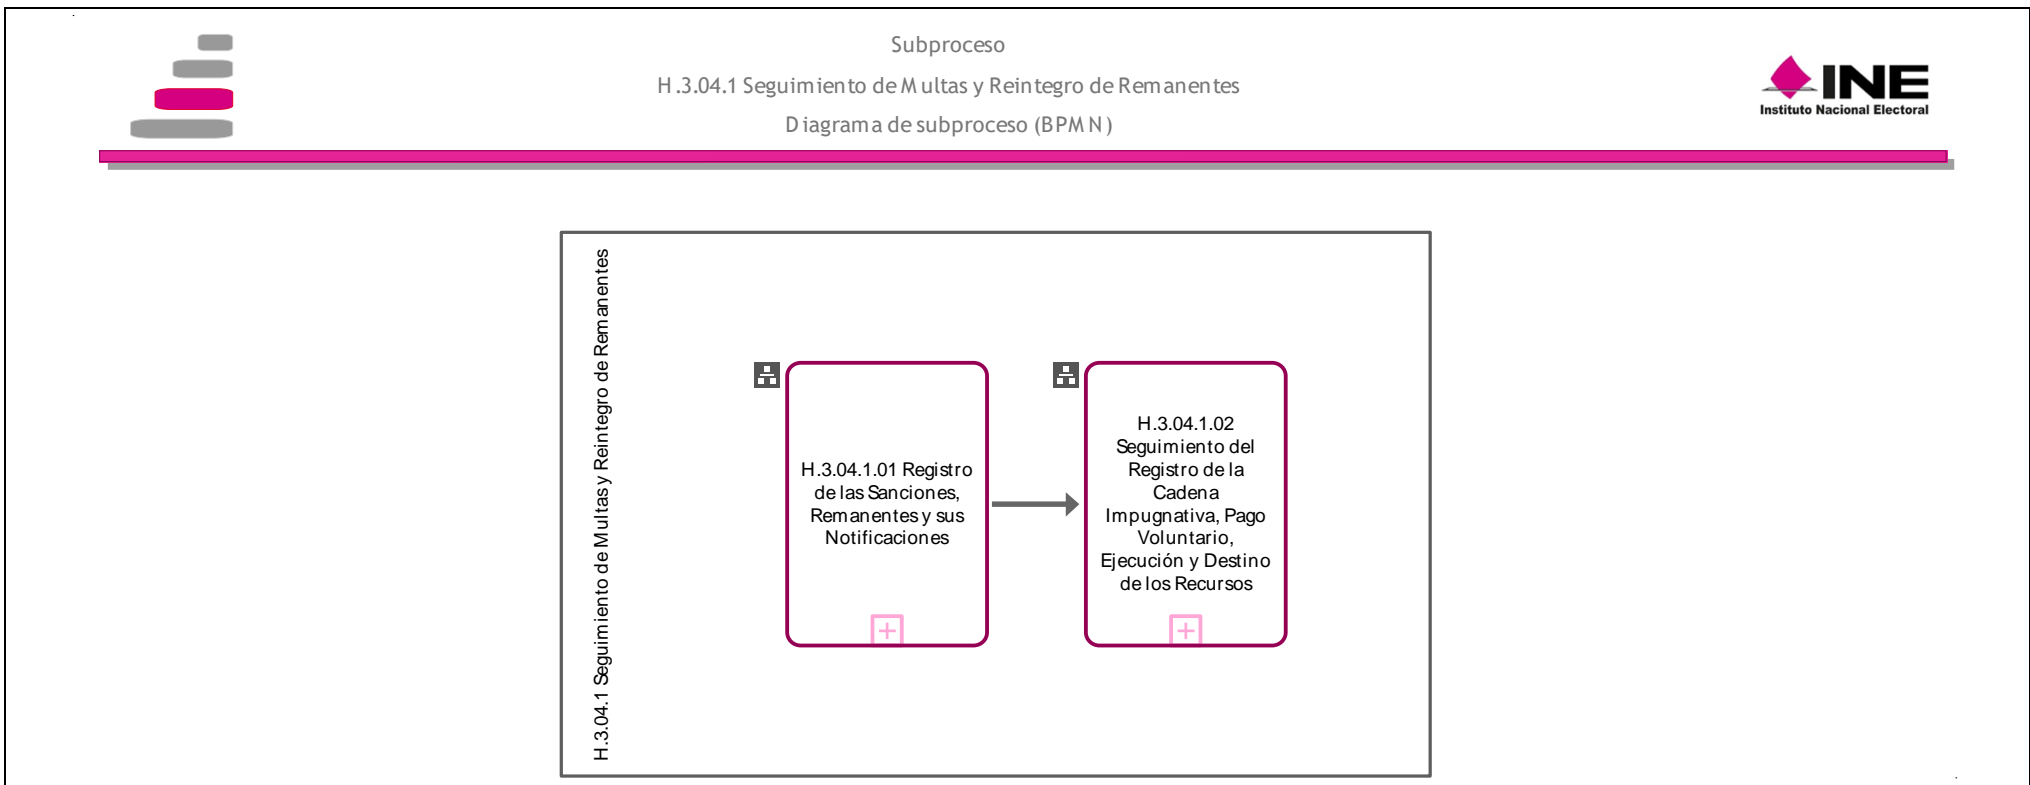 Subproceso
H.3.04.1 Seguimiento de Multas y Reintegro de Remanentes
Diagrama de subproceso (BPMN)
INE
Instituto Nacional Electoral
H.3.04.1 Seguimiento de Multas y Reintegro de Remanentes
H.3.04.1.01 Registro
de las Sanciones,
Remanentes y sus
Notificaciones
H.3.04.1.02
Seguimiento del
Registro de la
Cadena
Impugnativa, Pago
Voluntario,
Ejecución y Destino
de los Recursos